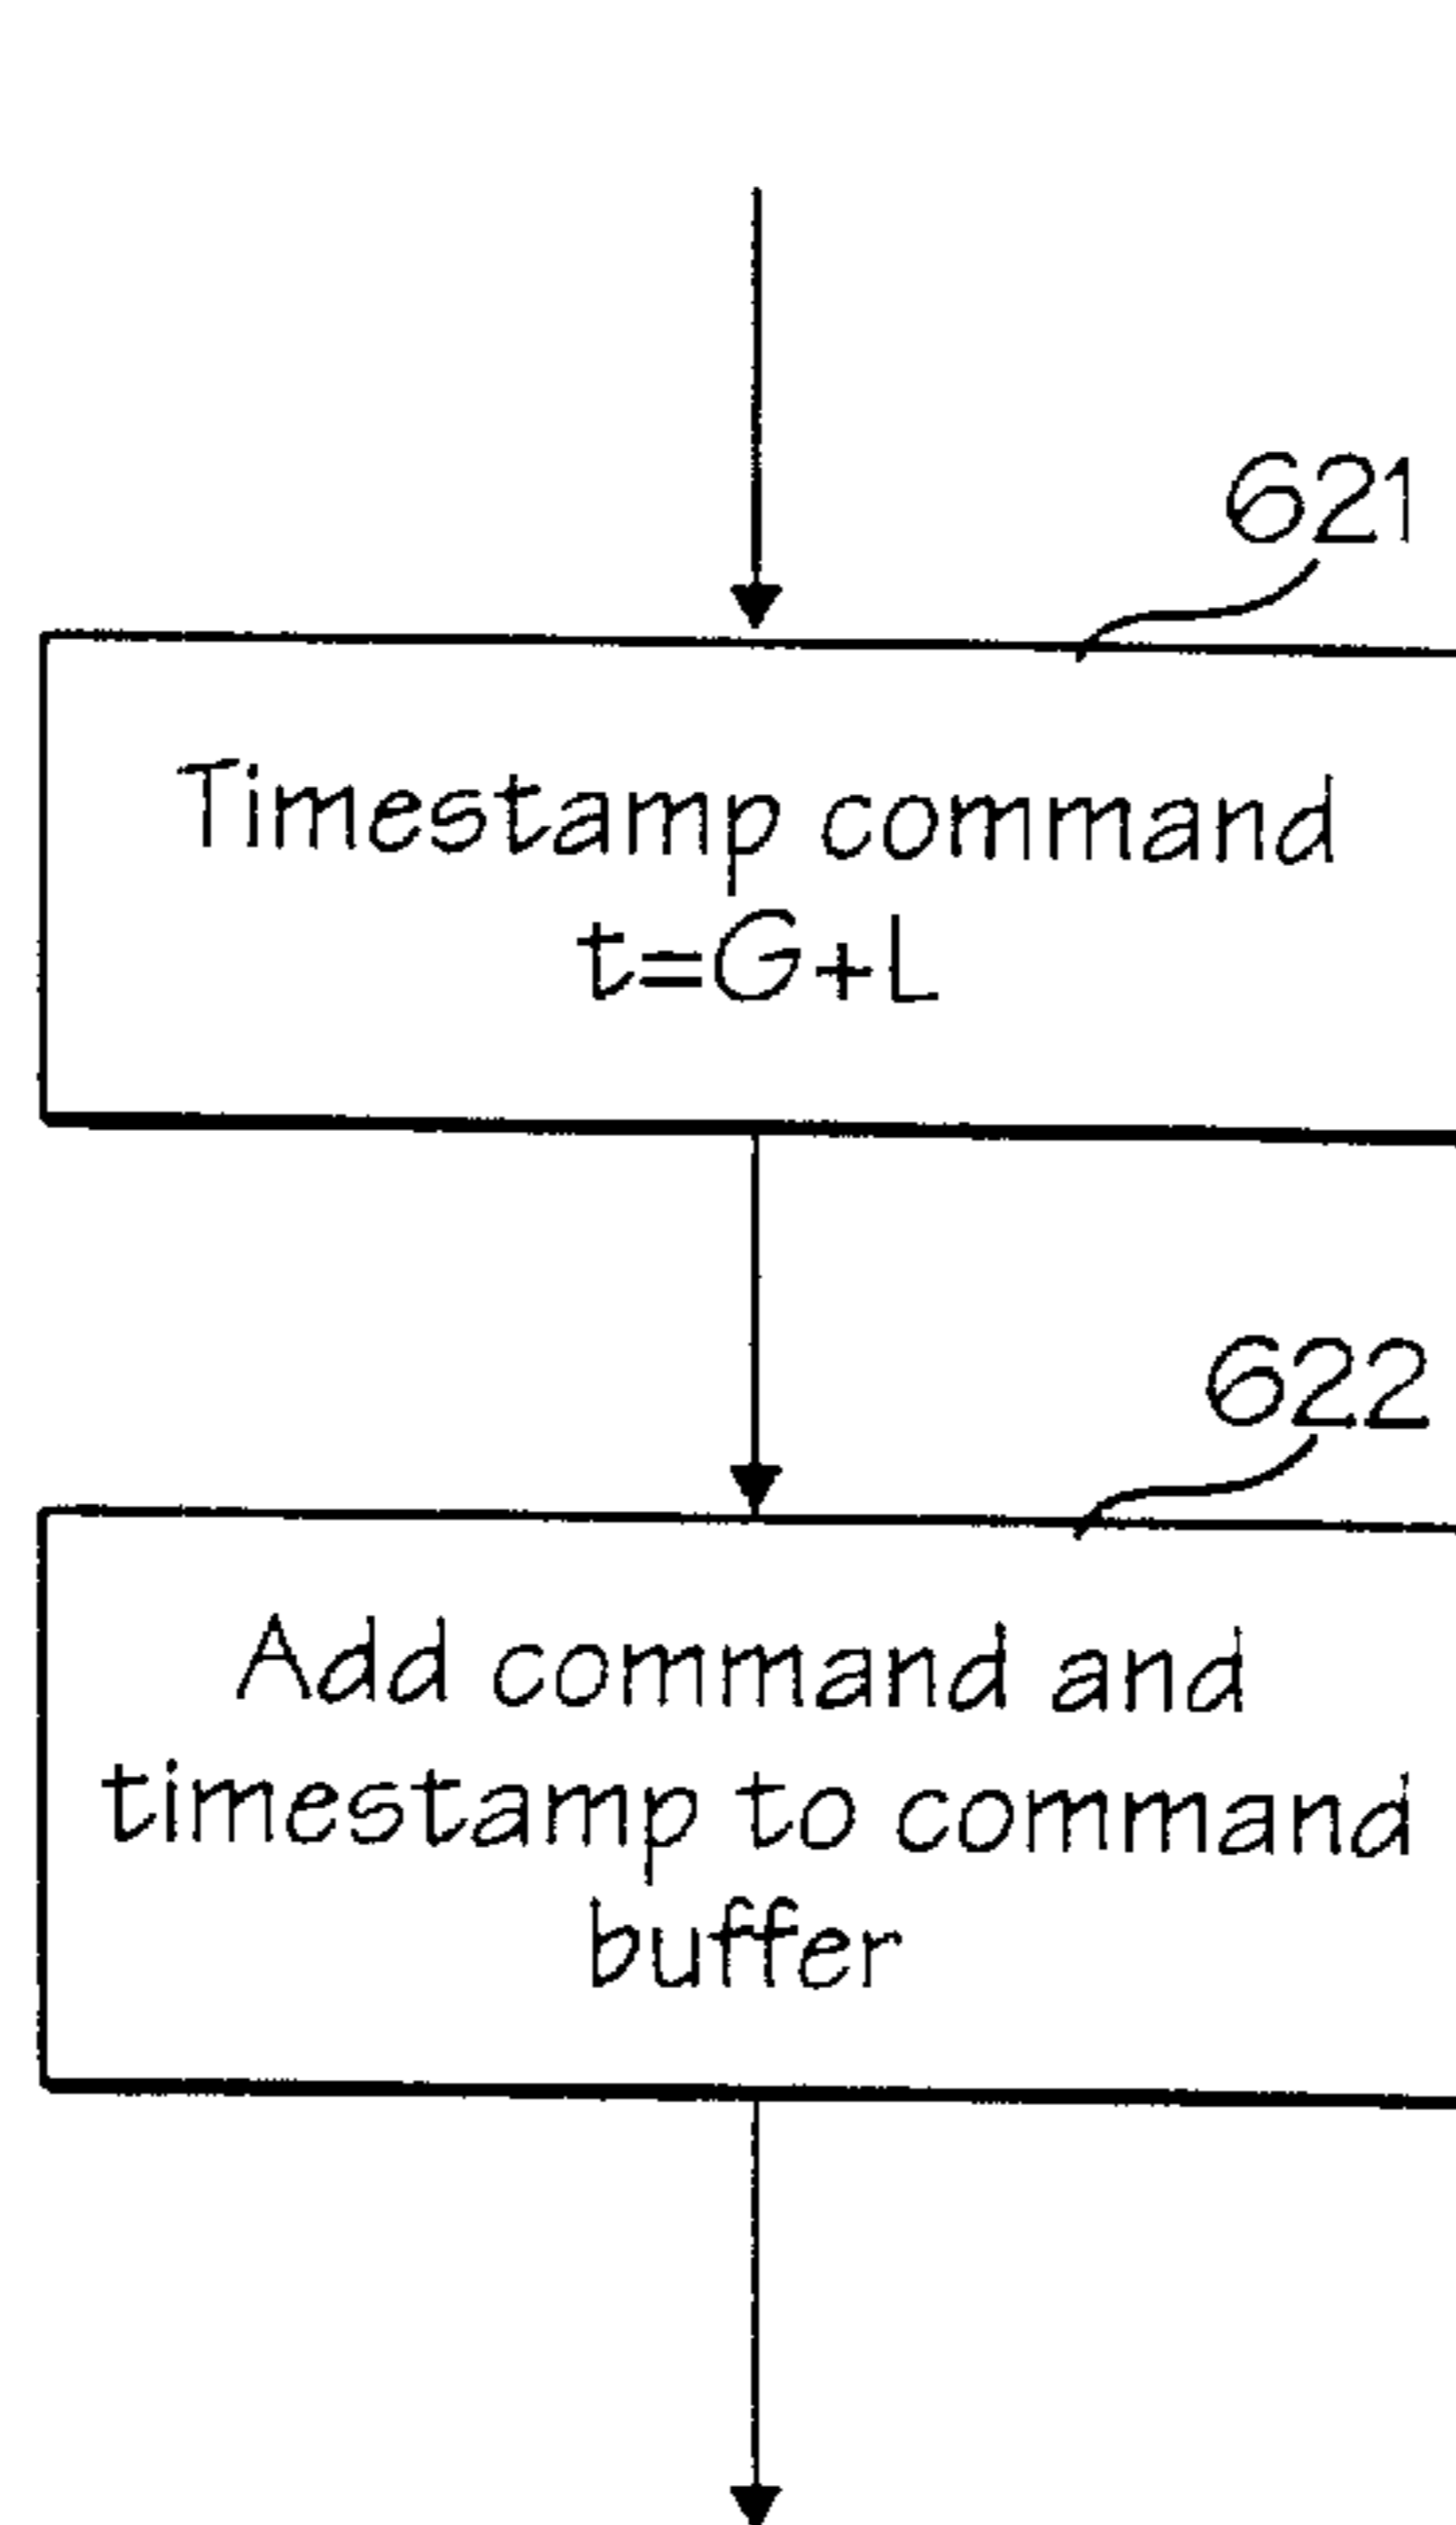 621
Timestamp command
t=G+L
622
Add command and
timestamp to command
buffer